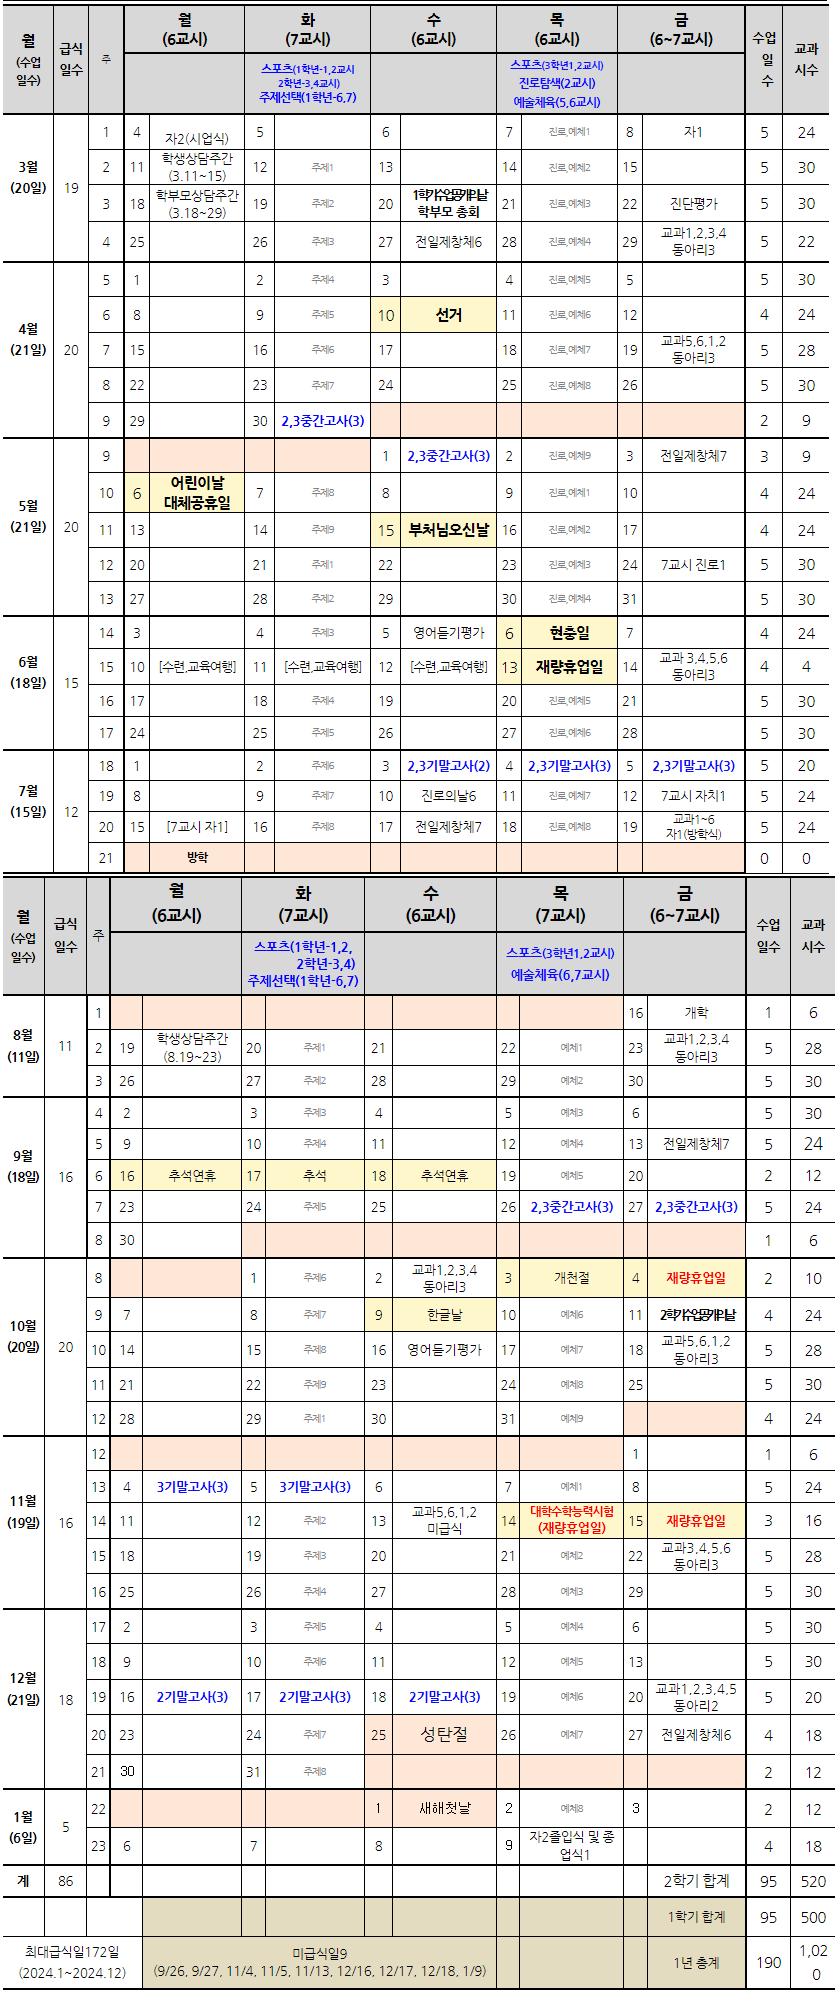 월 화 수 목 금
월 급식 주 (6교시) (7교시) (6교시) (6교시) (6~7교시) 수업 교과
(수업 일수 일 시수
일수) 수
스포츠(1학년-1,2교시 스포츠(3학년1,2교시)
2학년-3,4교시) 진로탐색(2교시)
주제선택(1학년-6,7) 예술체육(5,6교시)
3월 (20일) 19
1 4 자2(시업식) 5 6 7 진로,예체1 8 자1 5 24
2 11 학생상담주간 (3.11~15) 12 주제1 13 14 진로,예체2 15 5 30
3 18 학부모상담주간 (3.18~29) 19 주제2 20 1학기수업공개의날 학부모 총회 21 진로,예체3 22 진단평가 5 30
4 25 26 주제3 27 전일제창체6 28 진로,예체4 29 교과1,2,3,4 동아리3 5 22
4월 (21일) 20
5 1 2 주제4 3 4 진로,예체5 5 5 30
6 8 9 주제5 10 선거 11 진로,예체6 12 4 24
7 15 16 주제6 17 18 진로,예체7 19 교과5,6,1,2 동아리3 5 28
8 22 23 주제7 24 25 진로,예체8 26 5 30
9 29 30 2,3중간고사(3) 2 9
5월 (21일) 20
9 1 2,3중간고사(3) 2 진로,예체9 3 전일제창체7 3 9
10 6 어린이날 대체공휴일 7 주제8 8 9 진로,예체1 10 4 24
11 13 14 주제9 15 부처님오신날 16 진로,예체2 17 4 24
12 20 21 주제1 22 23 진로,예체3 24 7교시 진로1 5 30
13 27 28 주제2 29 30 진로,예체4 31 5 30
6월 (18일) 15
14 3 4 주제3 5 영어듣기평가 6 현충일 7 4 24
15 10 [수련,교육여행] 11 [수련,교육여행] 12 [수련,교육여행] 13 재량휴업일 14 교과 3,4,5,6 동아리3 4 4
16 17 18 주제4 19 20 진로,예체5 21 5 30
17 24 25 주제5 26 27 진로,예체6 28 5 30
7월 (15일) 12
18 1 2 주제6 3 2,3기말고사(2) 4 2,3기말고사(3) 5 2,3기말고사(3) 5 20
19 8 9 주제7 10 진로의날6 11 진로,예체7 12 7교시 자치1 5 24
20 15 [7교시 자1] 16 주제8 17 전일제창체7 18 진로,예체8 19 교과1~6 자1(방학식) 5 24
21 방학 0 0
월 화 수 목 금
월 급식 주 (6교시) (7교시) (6교시) (7교시) (6~7교시) 수업 교과
(수업 일수 일수 시수
일수)
스포츠(1학년-1,2, 스포츠(3학년1,2교시)
2학년-3,4) 예술체육(6,7교시)
주제선택(1학년-6,7)
8월 (11일) 11
1 16 개학 1 6
2 19 학생상담주간 (8.19~23) 20 주제1 21 22 예체1 23 교과1,2,3,4 동아리3 5 28
3 26 27 주제2 28 29 예체2 30 5 30
9월 (18일) 16
4 2 3 주제3 4 5 예체3 6 5 30
5 9 10 주제4 11 12 예체4 13 전일제창체7 5 24
6 16 추석연휴 17 추석 18 추석연휴 19 예체5 20 2 12
7 23 24 주제5 25 26 2,3중간고사(3) 27 2,3중간고사(3) 5 24
8 30 1 6
10월 (20일) 20
8 1 주제6 2 교과1,2,3,4 동아리3 3 개천절 4 재량휴업일 2 10
9 7 8 주제7 9 한글날 10 예체6 11 2학기수업공개의날 4 24
10 14 15 주제8 16 영어듣기평가 17 예체7 18 교과5,6,1,2 동아리3 5 28
11 21 22 주제9 23 24 예체8 25 5 30
12 28 29 주제1 30 31 예체9 4 24
11월 (19일) 16
12 1 1 6
13 4 3기말고사(3) 5 3기말고사(3) 6 7 예체1 8 5 24
14 11 12 주제2 13 교과5,6,1,2 미급식 14 대학수학능력시험 (재량휴업일) 15 재량휴업일 3 16
15 18 19 주제3 20 21 예체2 22 교과3,4,5,6 동아리3 5 28
16 25 26 주제4 27 28 예체3 29 5 30
12월 (21일) 18
17 2 3 주제5 4 5 예체4 6 5 30
18 9 10 주제6 11 12 예체5 13 5 30
19 16 2기말고사(3) 17 2기말고사(3) 18 2기말고사(3) 19 예체6 20 교과1,2,3,4,5 동아리2 5 20
20 23 24 주제7 25 성탄절 26 예체7 27 전일제창체6 4 18
21 30 31 주제8 2 12
1월 (6일) 5
22 1 새해첫날 2 예체8 3 2 12
23 6 7 8 9 자2졸입식 및 종업식1 4 18
계 86 2학기 합계 95 520
1학기 합계 95 500
최대급식일172일 (2024.1~2024.12) 미급식일9 (9/26, 9/27, 11/4, 11/5, 11/13, 12/16, 12/17, 12/18, 1/9) 1년 총계 190 1,020